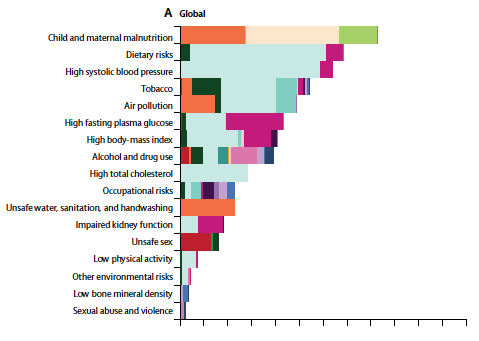 A Global
Child and maternal malnutrition
Dietary risks
High systolic blood pressure
Tobacco
Air pollution
High fasting plasma glucose
High body-mass index
Alcohol and drug use
High total cholesterol
Occupational risks
Unsafe water, sanitation, and handwashing
Impaired kidney function
Unsafe sex
Low physical activity
Other environmental risks
Low bone mineral density
Sexual abuse and violence